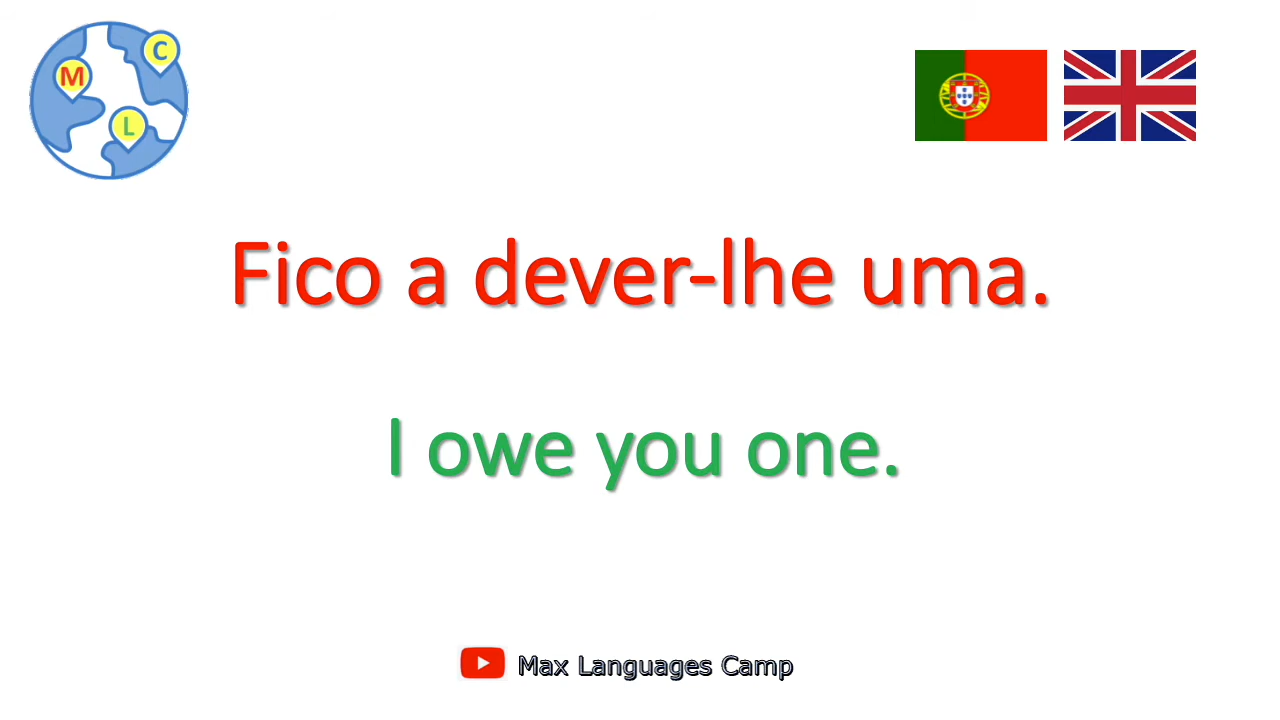 M
C
L
Fico a dever-lhe uma.
I owe you one.
Max Languages Camp